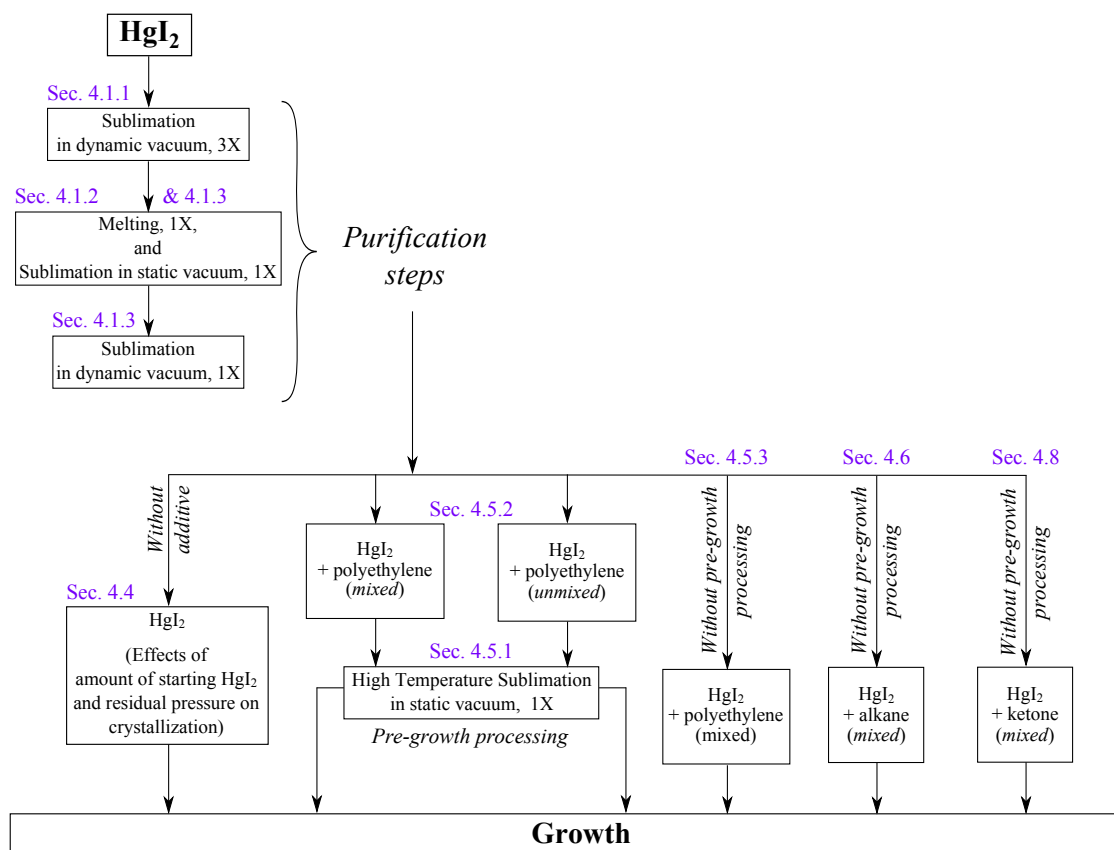 HgI₂
Sec. 4.1.1
Sublimation
in dynamic vacuum, 3X
Sec. 4.1.2 & 4.1.3
Melting, 1X,
and
Sublimation in static vacuum, 1X
Sec. 4.1.3
Sublimation
in dynamic vacuum, 1X
Purification
steps
Without
additive
Sec. 4.4
HgI₂
(Effects of
amount of starting HgI₂
and residual pressure on
crystallization)
Sec. 4.5.2
HgI₂
+ polyethylene
(mixed)
HgI₂
+ polyethylene
(unmixed)
Sec. 4.5.1
High Temperature Sublimation
in static vacuum, 1X
Pre-growth processing
Sec. 4.5.3
Without pre-growth
processing
HgI₂
+ polyethylene
(mixed)
Sec. 4.6
Without pre-growth
processing
HgI₂
+ alkane
(mixed)
Sec. 4.8
Without pre-growth
processing
HgI₂
+ ketone
(mixed)
Growth